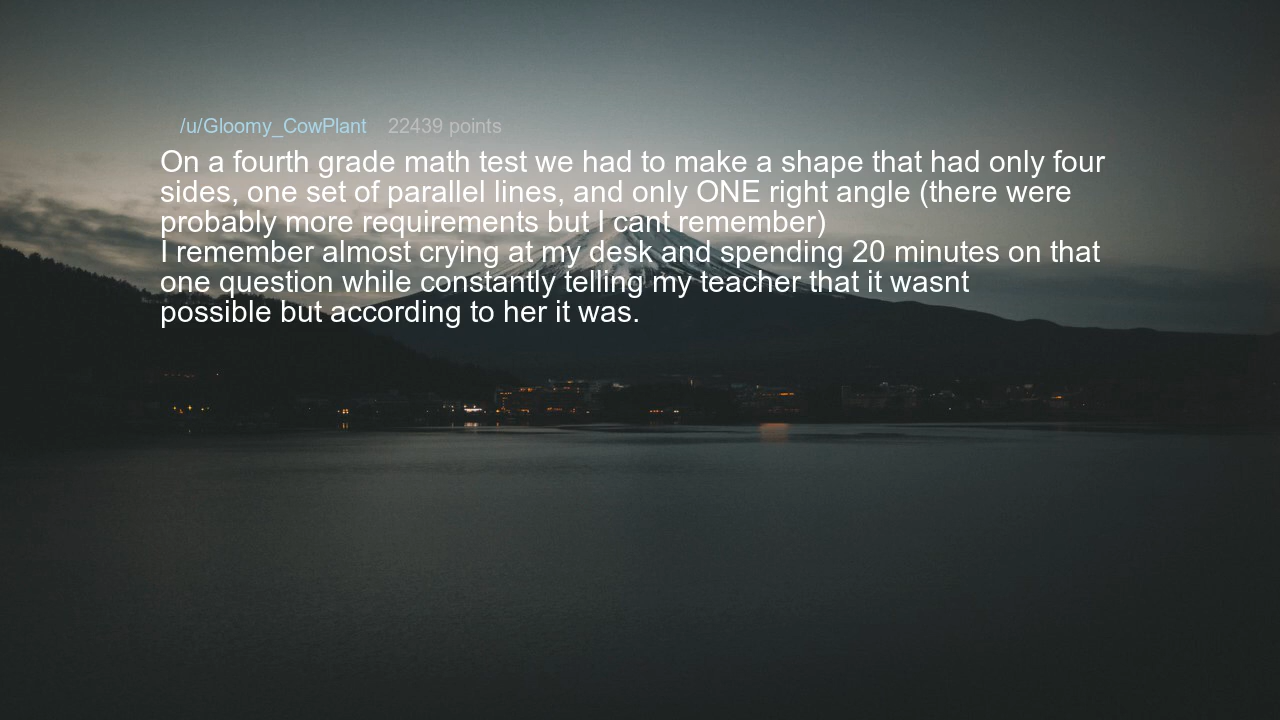 /u/Gloomy_CowPlant 22439 points
On a fourth grade math test we had to make a shape that had only four
sides, one set of parallel lines, and only ONE right angle (there were
probably more requirements but I cant remember)
I remember almost crying at my desk and spending 20 minutes on that
one question while constantly telling my teacher that it wasnt
possible but according to her it was.